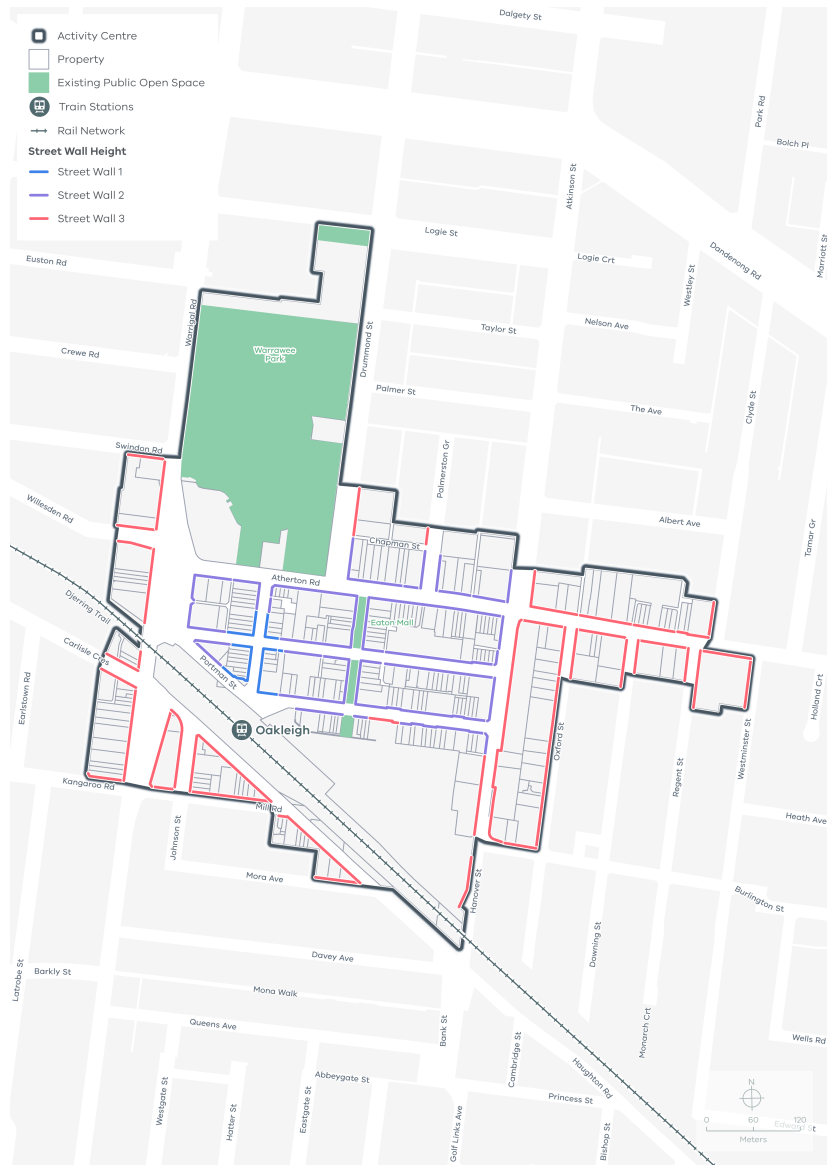 Dalgety St
Activity Centre
Property
Existing Public Open Space
Train Stations
Rail Network
Street Wall Height
Street Wall 1
Street Wall 2
Street Wall 3
Park Rd
Bolch Pl
Atkinson St
Logie St
Logie Crt
Dandenong Rd
Marriott St
Euston Rd
Westley St
Warrigal Rd
Drummond St
Taylor St
Nelson Ave
Warrawee
Park
Crewe Rd
Palmer St
The Ave
Clyde St
Swindon Rd
Palmerston Gr
Willesden Rd
Albert Ave
Tamar Gr
Chapman St
Atherton Rd
Djerring Trail
Eaton Mall
Carlisle Cres
Portman St
Earlstown Rd
Holland Crt
Oakleigh
Oxford St
Westminster St
Kangaroo Rd
Regent St
Mill Rd
Heath Ave
Johnson St
Mora Ave
Hanover St
Burlington St
Downing St
Davey Ave
Latrobe St
Barkly St
Mona Walk
Queens Ave
Bank St
Monarch Crt
Wells Rd
Cambridge St
Abbeygate St
Haughton Rd
Westgate St
Hatter St
Eastgate St
Golf Links Ave
Princess St
Bishop St
N
0 60 120
Edward St
Meters